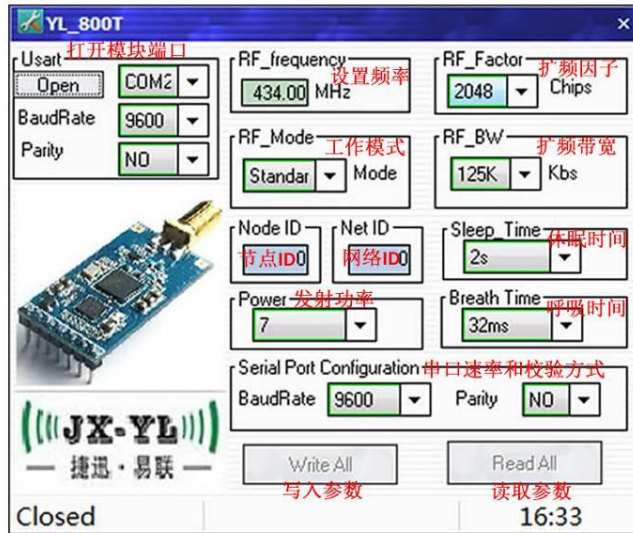 YL_800T
Usart 打开模块端口
Open COM2
BaudRate 9600
Parity NO
RF_frequency
434.00 MHz 设置频率
RF_Factor 扩频因子
2048 Chips
RF_Mode 工作模式
Standar Mode
RF_BW 扩频带宽
125K Kbs
Node ID
节点ID0
Net ID
网络ID0
Sleep_Time 休眠时间
2s
Power 发射功率
7
Breath Time 呼吸时间
32ms
Serial Port Configuration 串口速率和校验方式
BaudRate 9600 Parity NO
JX-YL
捷迅·易联
Write All
写入参数
Read All
读取参数
Closed 16:33